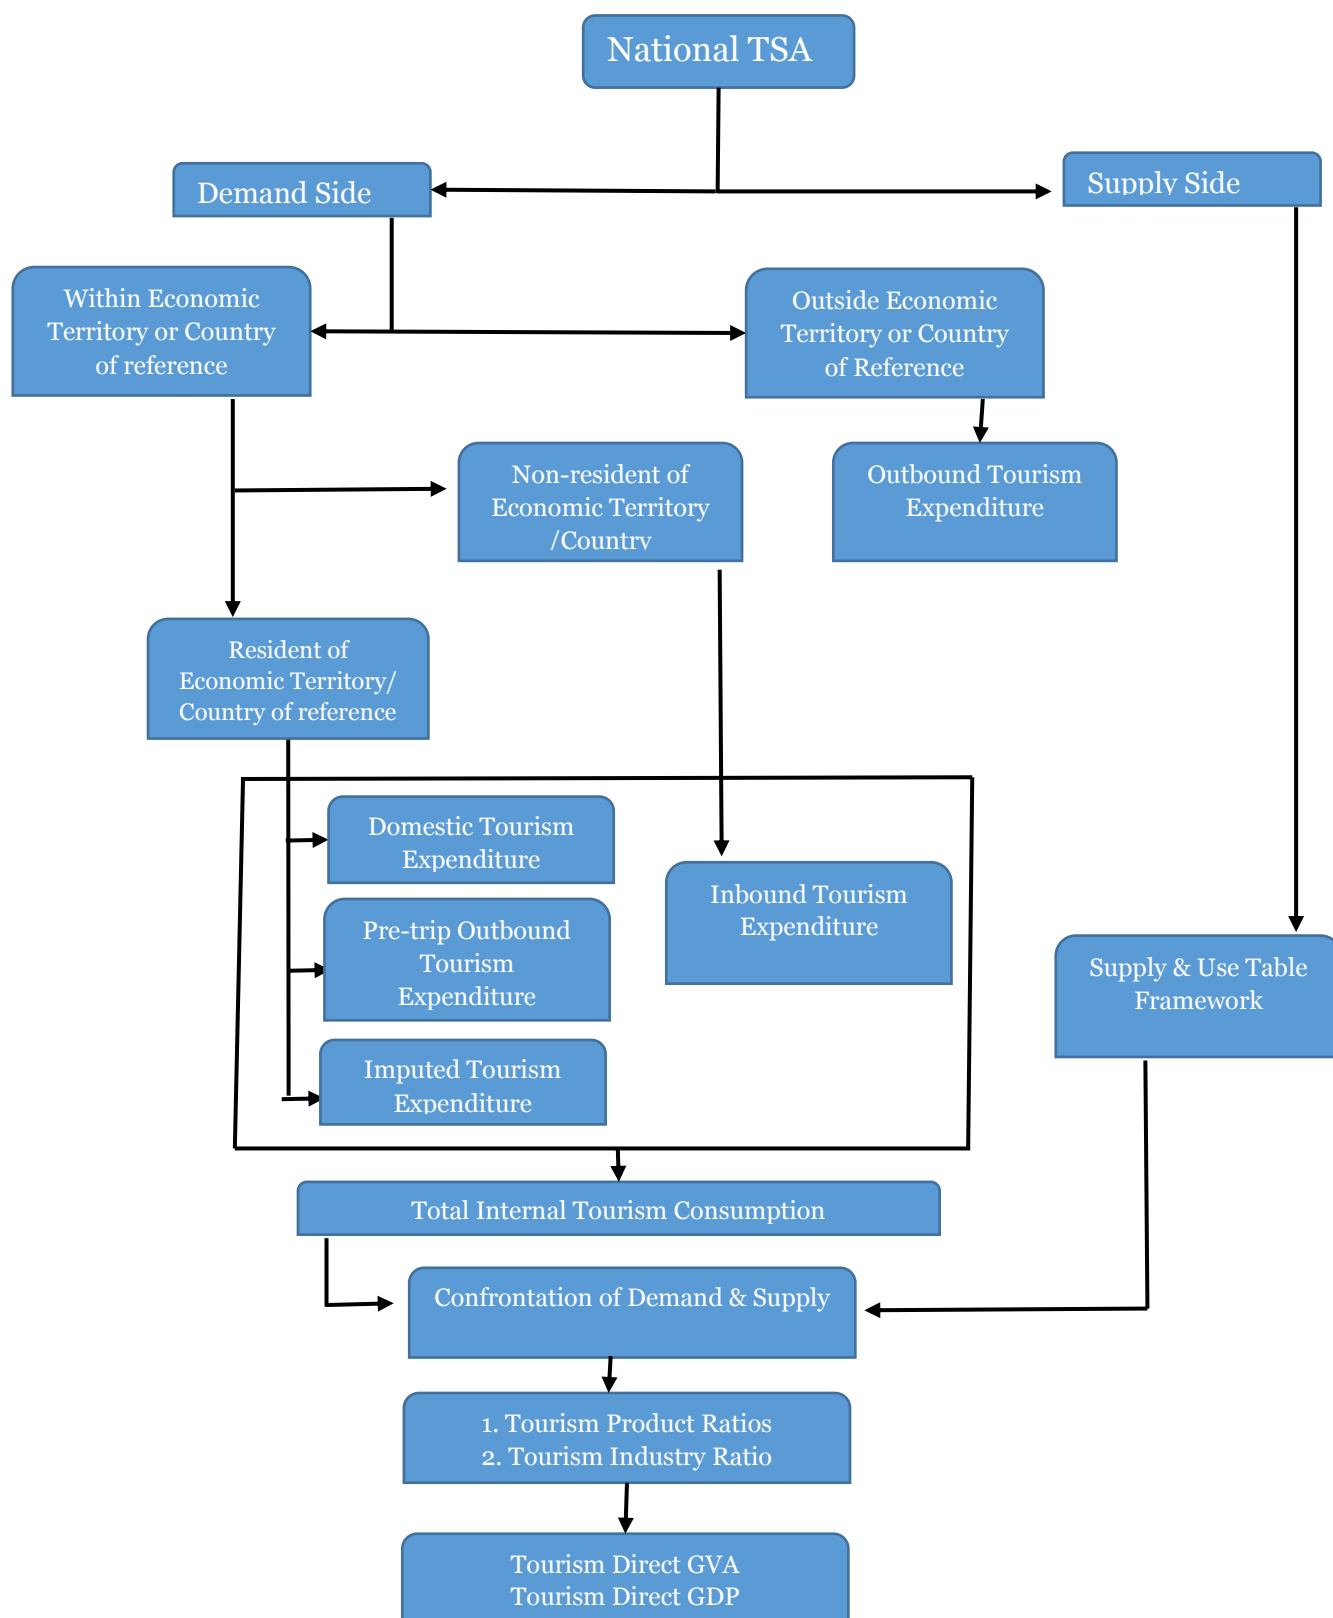 National TSA
Demand Side
Supply Side
Within Economic
Territory or Country
of reference
Outside Economic
Territory or Country
of Reference
Non-resident of
Economic Territory
/Country
Outbound Tourism
Expenditure
Resident of
Economic Territory/
Country of reference
Domestic Tourism
Expenditure
Pre-trip Outbound
Tourism
Expenditure
Imputed Tourism
Expenditure
Inbound Tourism
Expenditure
Supply & Use Table
Framework
Total Internal Tourism Consumption
Confrontation of Demand & Supply
1. Tourism Product Ratios
2. Tourism Industry Ratio
Tourism Direct GVA
Tourism Direct GDP